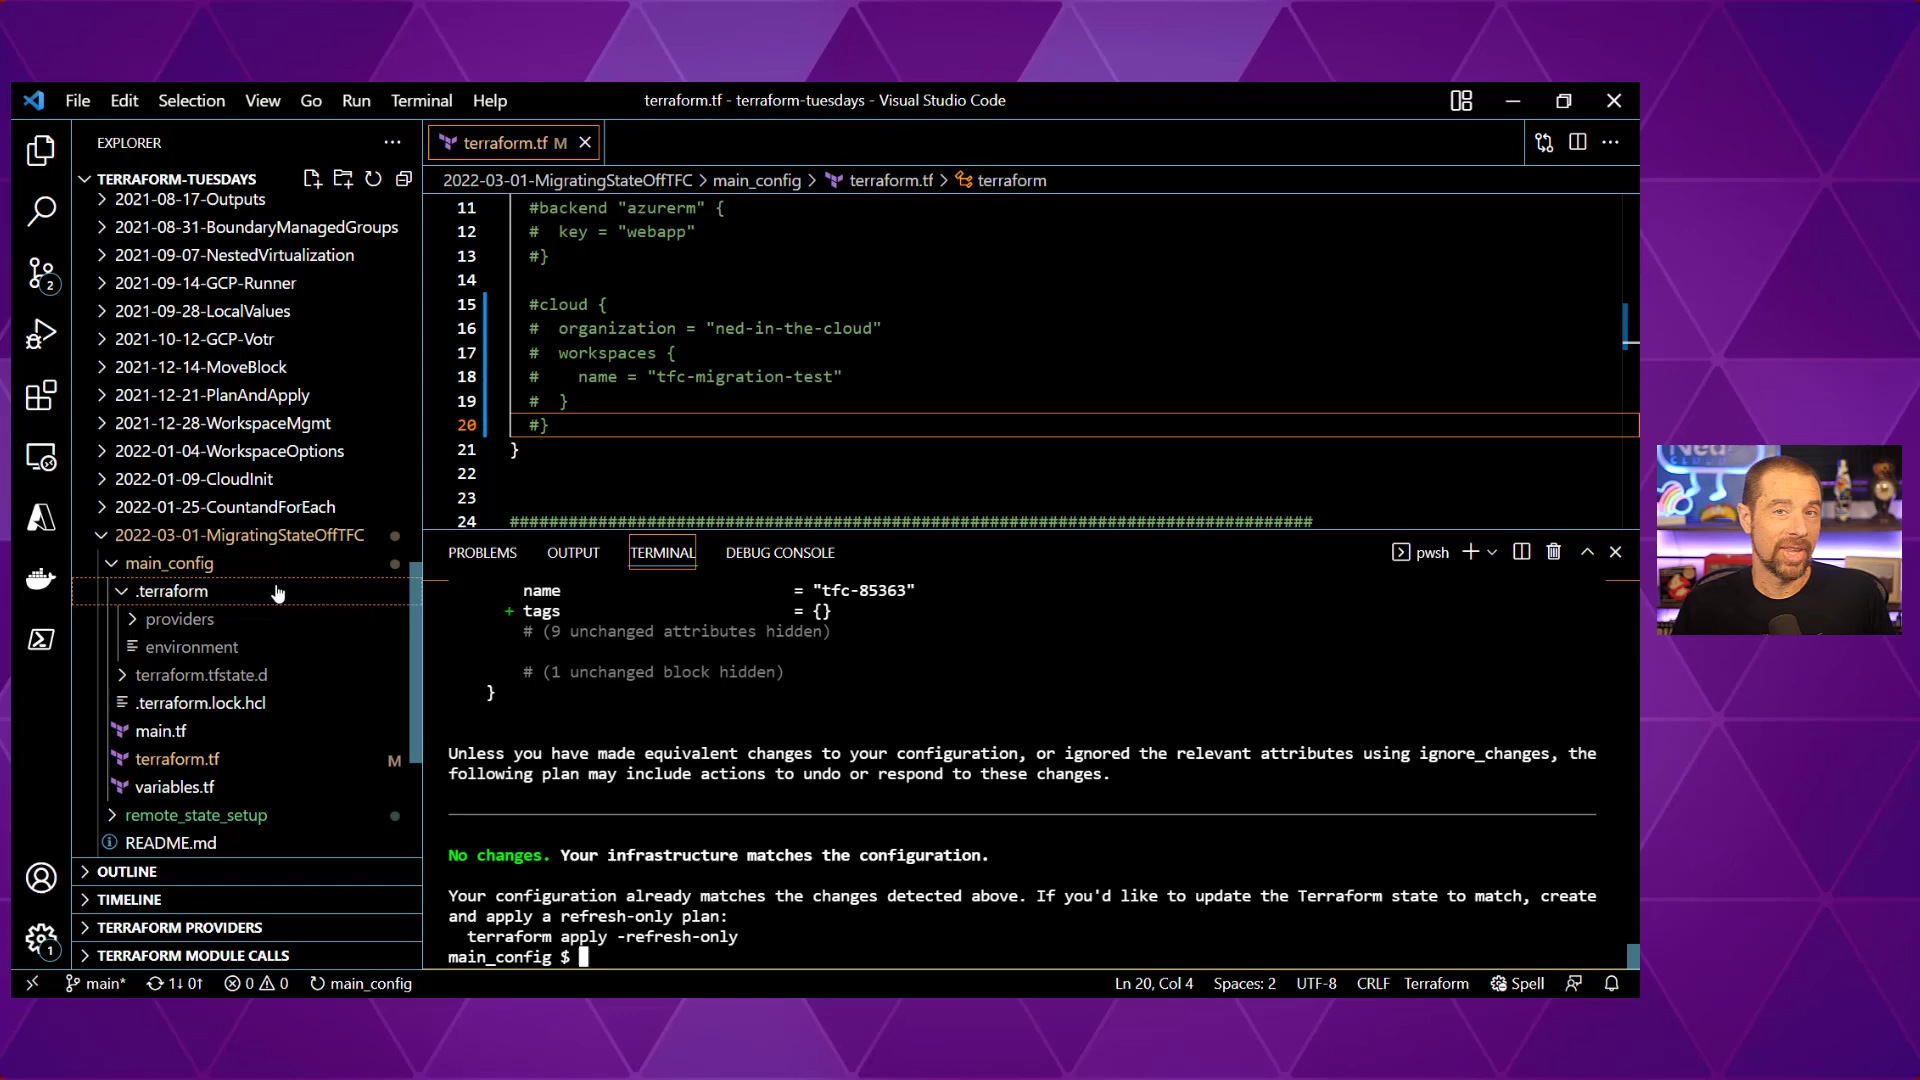 File Edit Selection View Go Run Terminal Help
terraform.tf - terraform-tuesdays - Visual Studio Code
EXPLORER
TERRAFORM-TUESDAYS
2021-08-17-Outputs
2021-08-31-BoundaryManagedGroups
2021-09-07-NestedVirtualization
2021-09-14-GCP-Runner
2021-09-28-LocalValues
2021-10-12-GCP-Votr
2021-12-14-MoveBlock
2021-12-21-PlanAndApply
2021-12-28-WorkspaceMgmt
2022-01-04-WorkspaceOptions
2022-01-09-CloudInit
2022-01-25-CountandForEach
2022-03-01-MigratingStateOffTFC
main_config
.terraform
providers
environment
terraform.tfstate.d
.terraform.lock.hcl
main.tf
terraform.tf M
variables.tf
remote_state_setup
README.md
OUTLINE
TIMELINE
TERRAFORM PROVIDERS
TERRAFORM MODULE CALLS
2
1
terraform.tf M
2022-03-01-MigratingStateOffTFC > main_config > terraform.tf > terraform
11 #backend "azurerm" {
12 # key = "webapp"
13 #}
14
15 #cloud {
16 # organization = "ned-in-the-cloud"
17 # workspaces {
18 # name = "tfc-migration-test"
19 # }
20 #}
21 }
22
23
24 ##################################################################################
PROBLEMS OUTPUT TERMINAL DEBUG CONSOLE
pwsh
name = "tfc-85363"
+ tags = {}
# (9 unchanged attributes hidden)
# (1 unchanged block hidden)
}
Unless you have made equivalent changes to your configuration, or ignored the relevant attributes using ignore_changes, the
following plan may include actions to undo or respond to these changes.
No changes. Your infrastructure matches the configuration.
Your configuration already matches the changes detected above. If you'd like to update the Terraform state to match, create
and apply a refresh-only plan:
terraform apply -refresh-only
main_config $
main* 1↓ 0↑ 0 0 main_config
Ln 20, Col 4 Spaces: 2 UTF-8 CRLF Terraform Spell